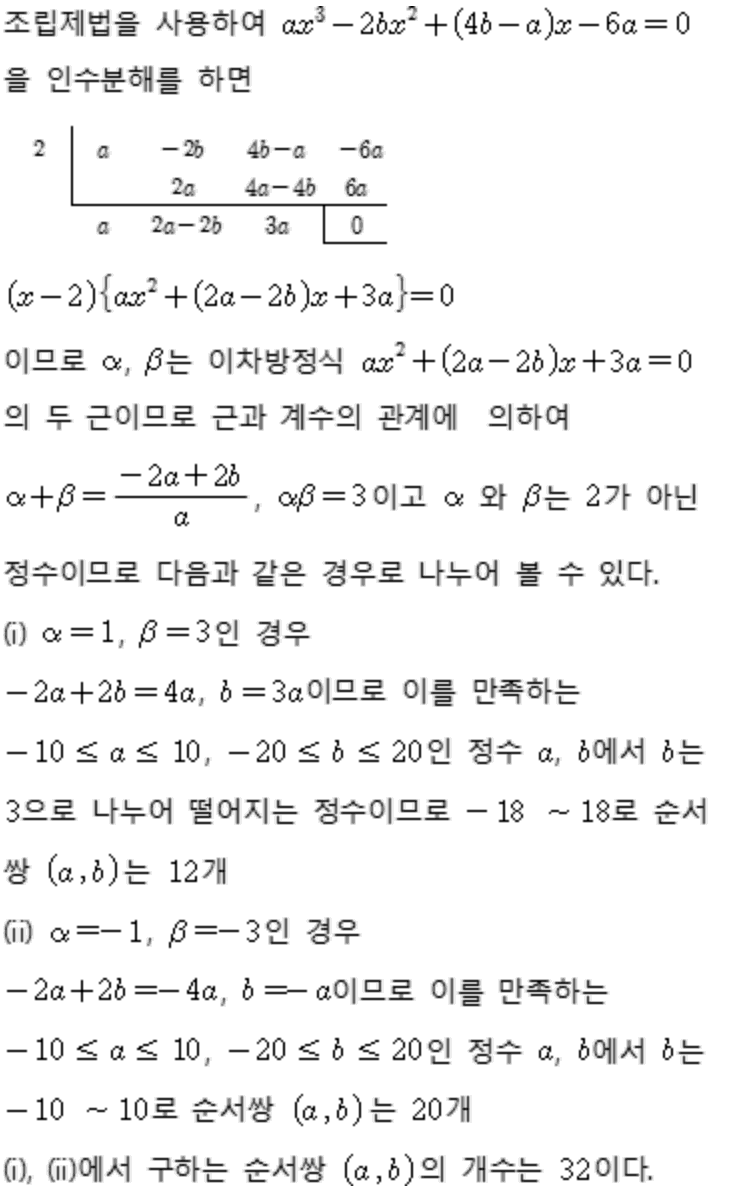 조립제법을 사용하여 ax³−2bx²+(4b−a)x−6a=0
을 인수분해를 하면
2 a −2b 4b−a −6a
2a 4a−4b 6a
a 2a−2b 3a 0
(x−2){ax²+(2a−2b)x+3a}=0
이므로 α, β는 이차방정식 ax²+(2a−2b)x+3a=0
의 두 근이므로 근과 계수의 관계에 의하여
α+β=(−2a+2b)/a, αβ=3이고 α 와 β는 2가 아닌
정수이므로 다음과 같은 경우로 나누어 볼 수 있다.
(i) α=1, β=3인 경우
−2a+2b=4a, b=3a이므로 이를 만족하는
−10 ≤ a ≤ 10, −20 ≤ b ≤ 20인 정수 a, b에서 b는
3으로 나누어 떨어지는 정수이므로 −18 ~ 18로 순서
쌍 (a,b)는 12개
(ii) α=−1, β=−3인 경우
−2a+2b=−4a, b=−a이므로 이를 만족하는
−10 ≤ a ≤ 10, −20 ≤ b ≤ 20인 정수 a, b에서 b는
−10 ~ 10로 순서쌍 (a,b)는 20개
(i), (ii)에서 구하는 순서쌍 (a,b)의 개수는 32이다.